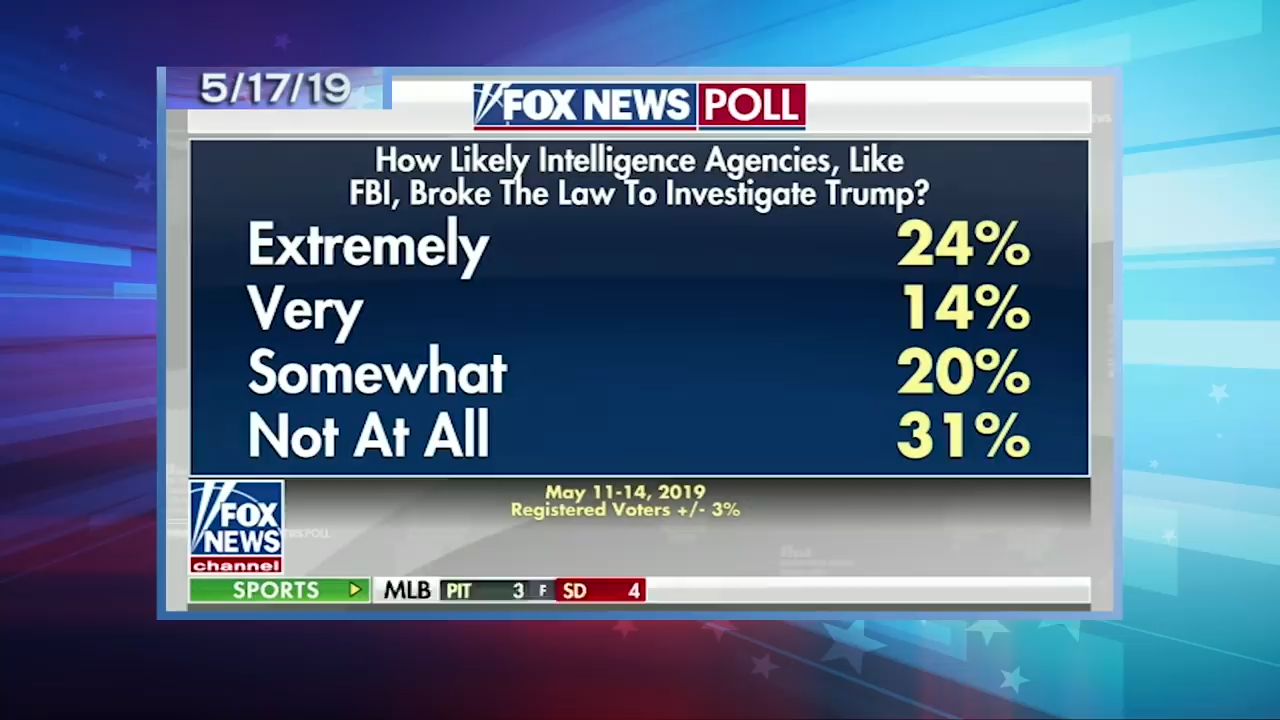 5/17/19
FOX NEWS POLL
How Likely Intelligence Agencies, Like
FBI, Broke The Law To Investigate Trump?
Extremely 24%
Very 14%
Somewhat 20%
Not At All 31%
May 11-14, 2019
Registered Voters +/- 3%
FOX
NEWS
channel
SPORTS MLB PIT 3 F SD 4